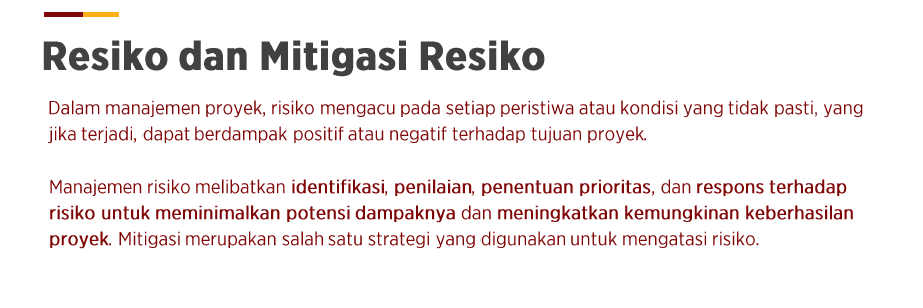 Resiko dan Mitigasi Resiko
Dalam manajemen proyek, risiko mengacu pada setiap peristiwa atau kondisi yang tidak pasti, yang
jika terjadi, dapat berdampak positif atau negatif terhadap tujuan proyek.
Manajemen risiko melibatkan identifikasi, penilaian, penentuan prioritas, dan respons terhadap
risiko untuk meminimalkan potensi dampaknya dan meningkatkan kemungkinan keberhasilan
proyek. Mitigasi merupakan salah satu strategi yang digunakan untuk mengatasi risiko.